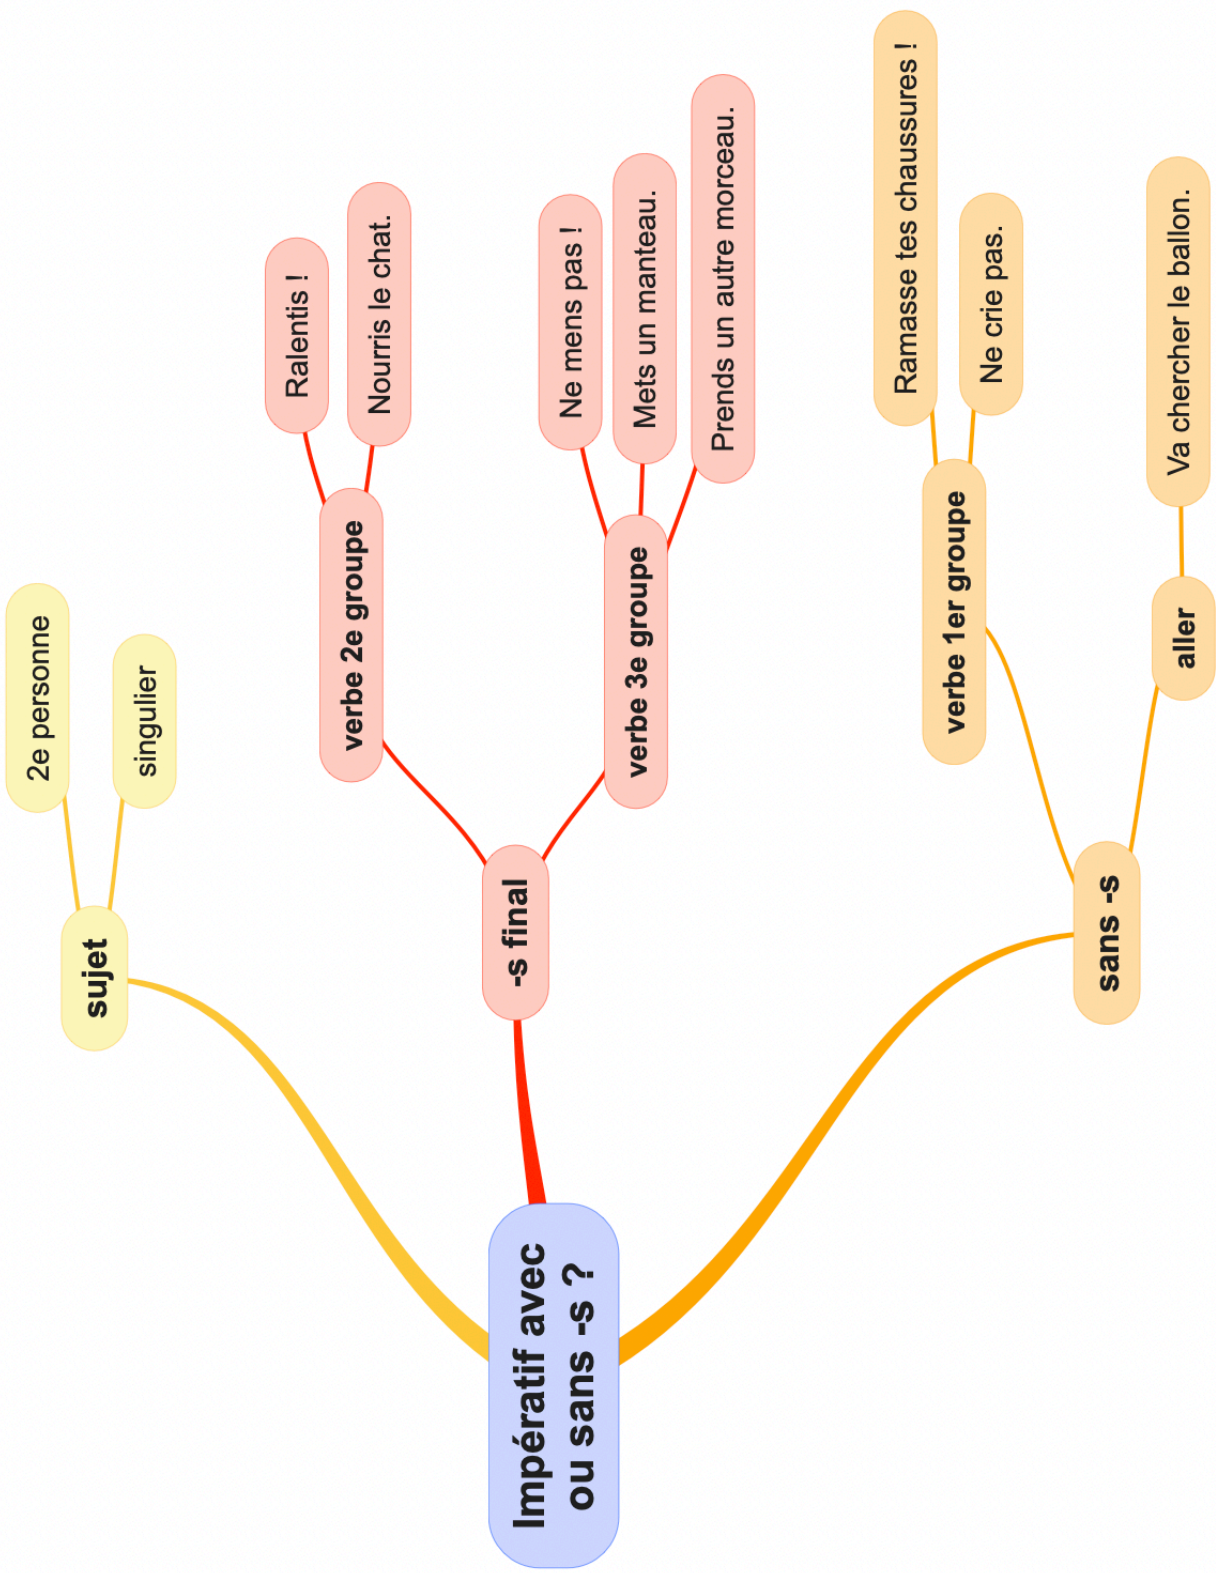 Impératif avec
ou sans -s ?
sujet
2e personne
singulier
-s final
verbe 2e groupe
Ralentis !
Nourris le chat.
verbe 3e groupe
Ne mens pas !
Mets un manteau.
Prends un autre morceau.
sans -s
verbe 1er groupe
Ramasse tes chaussures !
Ne crie pas.
aller
Va chercher le ballon.